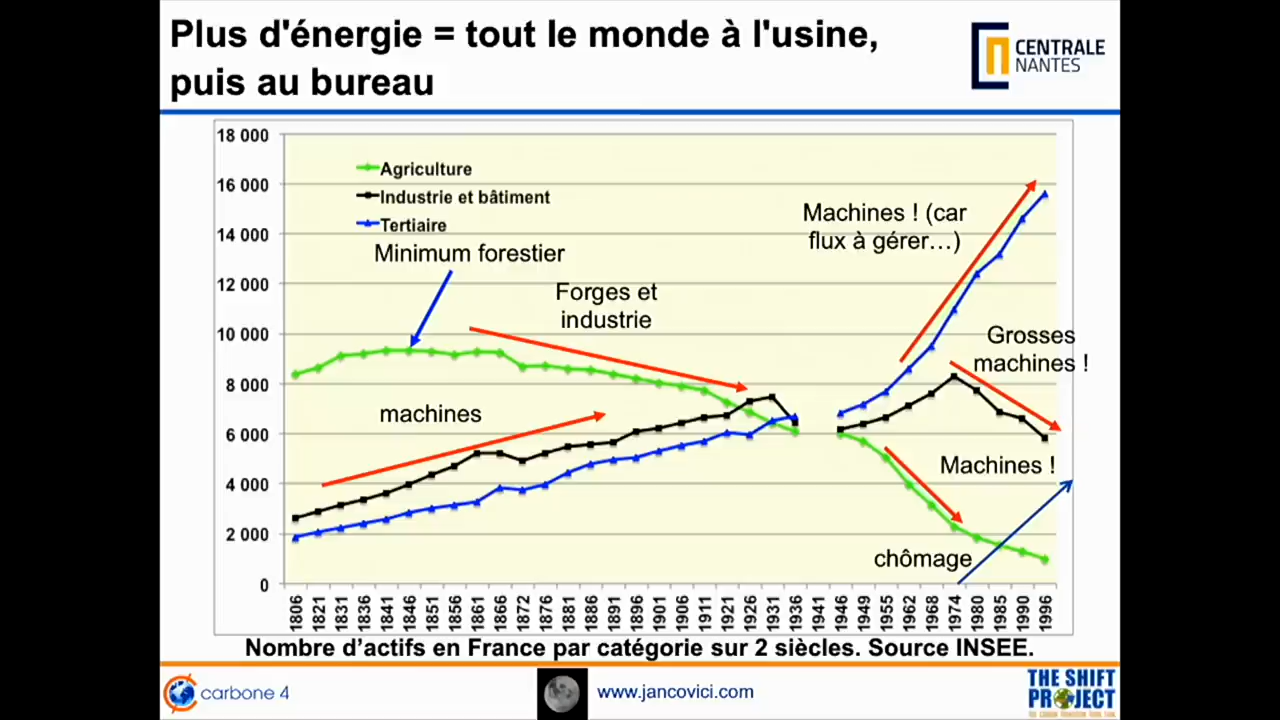 Plus d'énergie = tout le monde à l'usine,
puis au bureau
CENTRALE
NANTES
18 000
16 000
14 000
12 000
10 000
8 000
6 000
4 000
2 000
0
Agriculture
Industrie et bâtiment
Tertiaire
Minimum forestier
Forges et
industrie
machines
Machines ! (car
flux à gérer…)
Grosses
machines !
Machines !
chômage
1806 1821 1831 1836 1841 1846 1851 1856 1861 1866 1872 1876 1881 1886 1891 1896 1901 1906 1911 1921 1926 1931 1936 1941 1946 1949 1955 1962 1968 1974 1980 1985 1990 1996
Nombre d’actifs en France par catégorie sur 2 siècles. Source INSEE.
carbone 4
www.jancovici.com
THE SHIFT
PROJECT